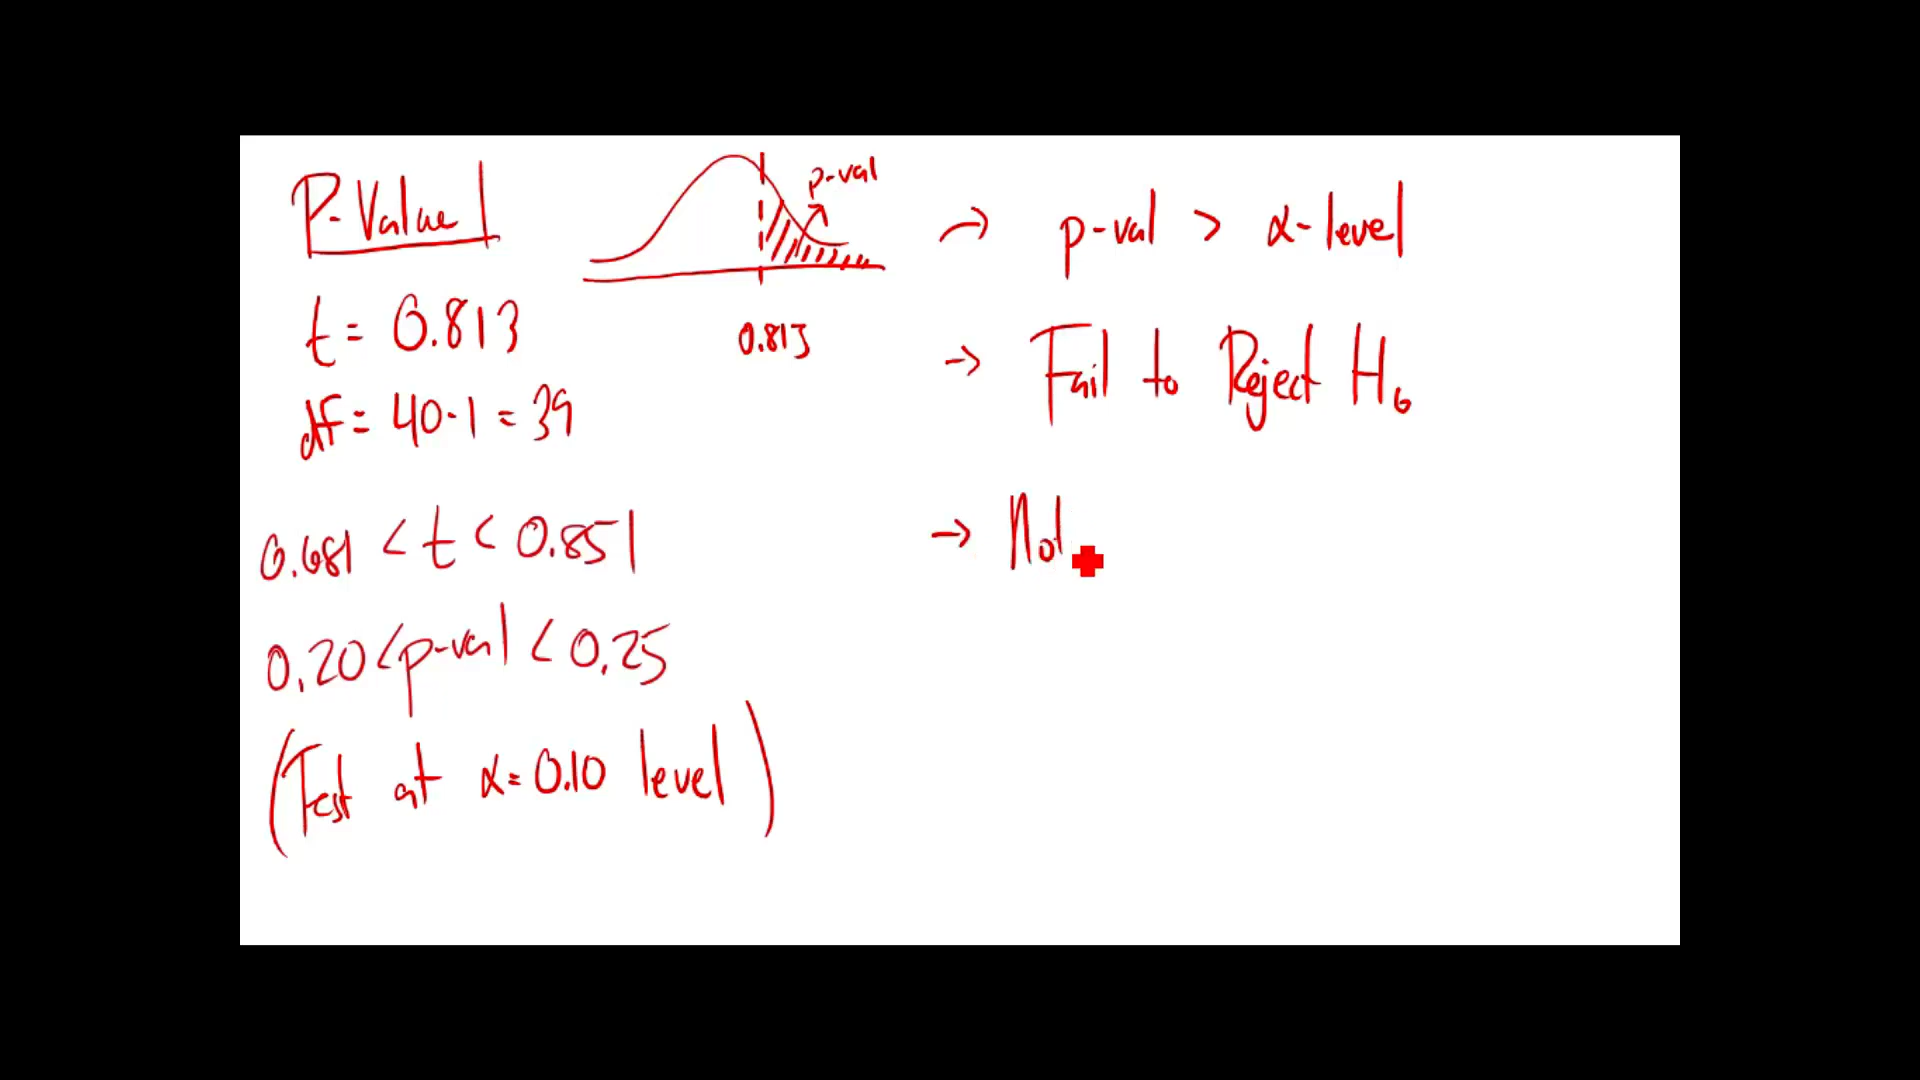 P-Value
t = 0.813
df = 40-1 = 39
0.681 < t < 0.851
0.20 < p-val < 0.25
(Test at α = 0.10 level)
p-val
0.813
→ p-val > α-level
→ Fail to Reject H₀
→ Not